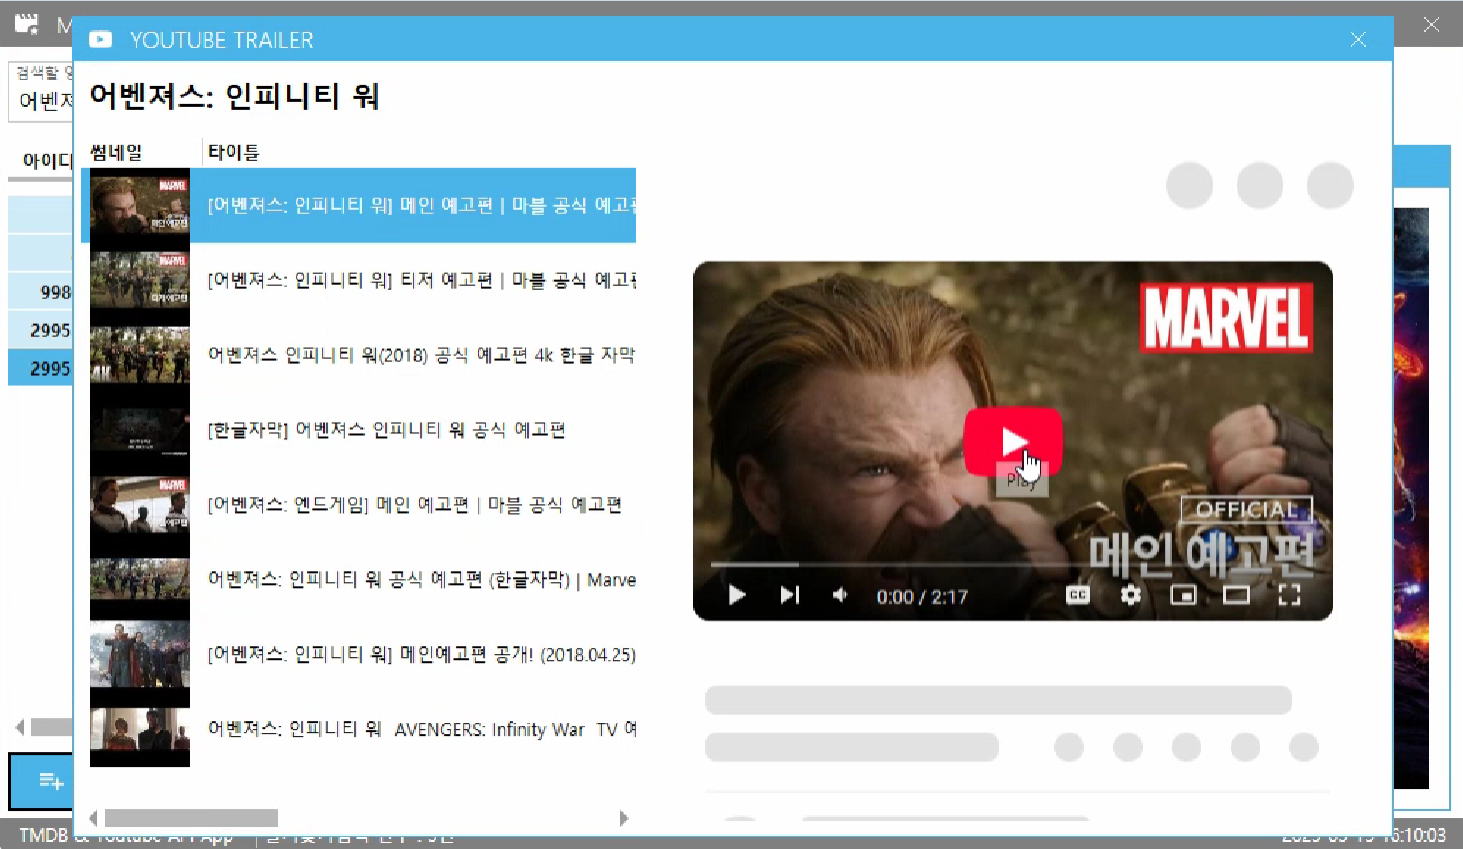 YOUTUBE TRAILER
검색할 영
어벤져
어벤져스: 인피니티 워
아이디
썸네일
타이틀
MARVEL
메인 예고편
[어벤져스: 인피니티 워] 메인 예고편 | 마블 공식 예고편
MARVEL
[어벤져스: 인피니티 워] 티저 예고편 | 마블 공식 예고편
998
2995
2995
어벤져스 인피니티 워(2018) 공식 예고편 4k 한글 자막
[한글자막] 어벤져스 인피니티 워 공식 예고편
MARVEL
[어벤져스: 엔드게임] 메인 예고편 | 마블 공식 예고편
어벤져스: 인피니티 워 공식 예고편 (한글자막) | Marve
[어벤져스: 인피니티 워] 메인예고편 공개! (2018.04.25)
어벤져스: 인피니티 워 AVENGERS: Infinity War TV 예
MARVEL
Play
OFFICIAL
메인 예고편
0:00 / 2:17
CC
TMDB & Youtube API App
16:10:03